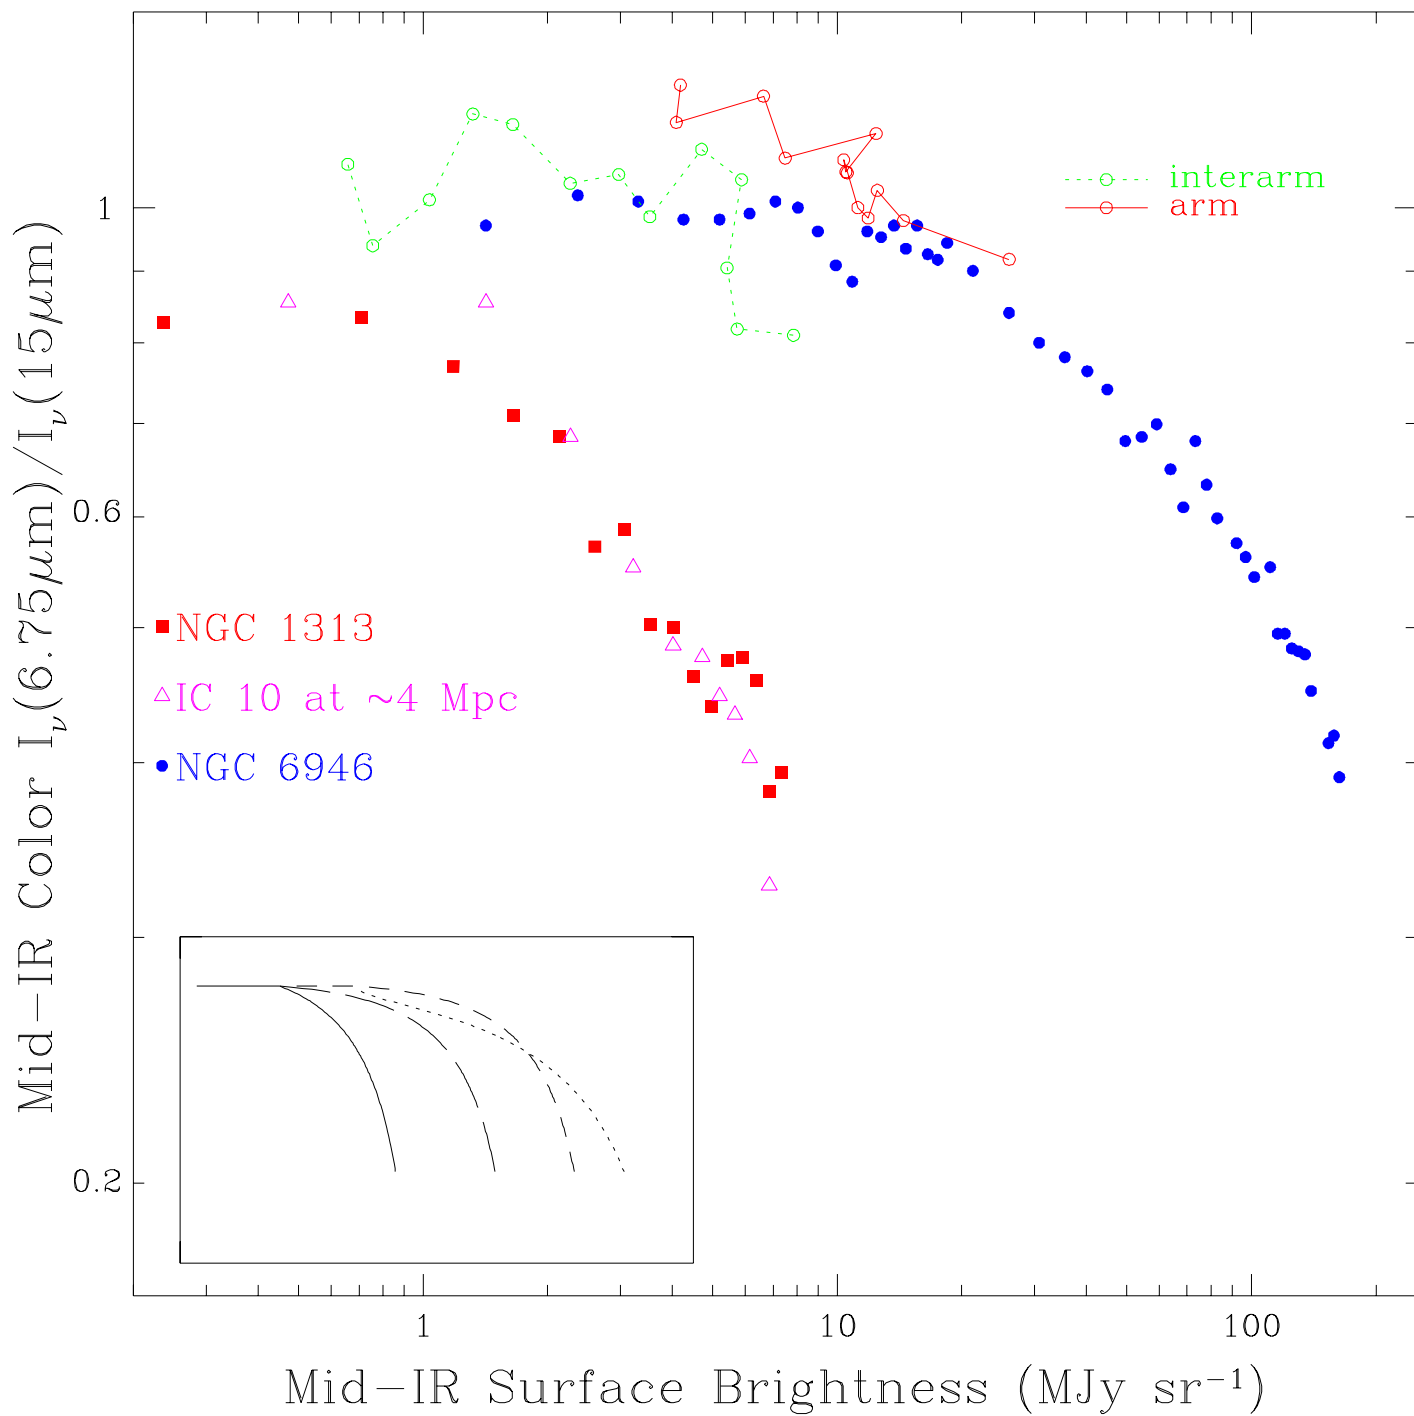 interarm
arm
1
0.6
0.2
NGC 1313
IC 10 at ~4 Mpc
NGC 6946
Mid-IR Color I_ν(6.75μm)/I_ν(15μm)
1 10 100
Mid-IR Surface Brightness (MJy sr⁻¹)